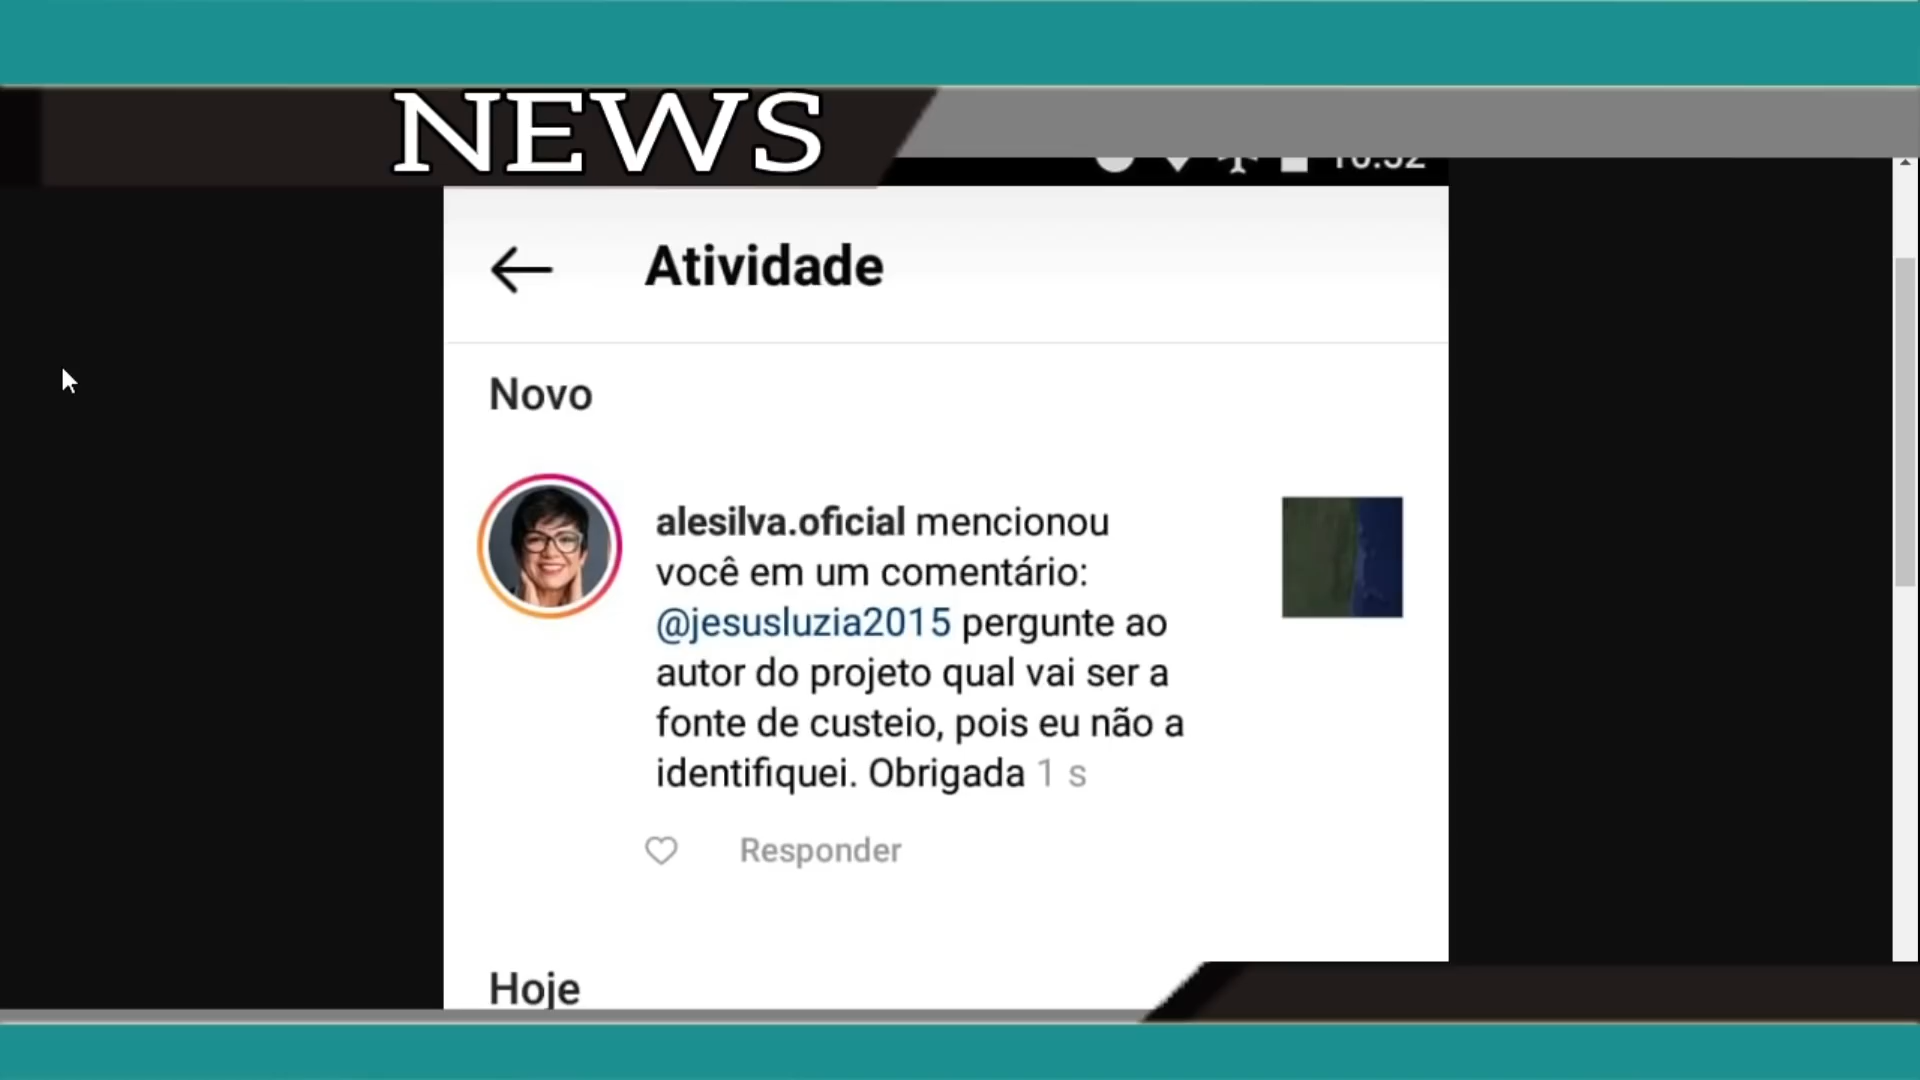 NEWS
Atividade
Novo
alesilva.oficial mencionou
você em um comentário:
@jesusluzia2015 pergunte ao
autor do projeto qual vai ser a
fonte de custeio, pois eu não a
identifiquei. Obrigada 1 s
Responder
Hoje